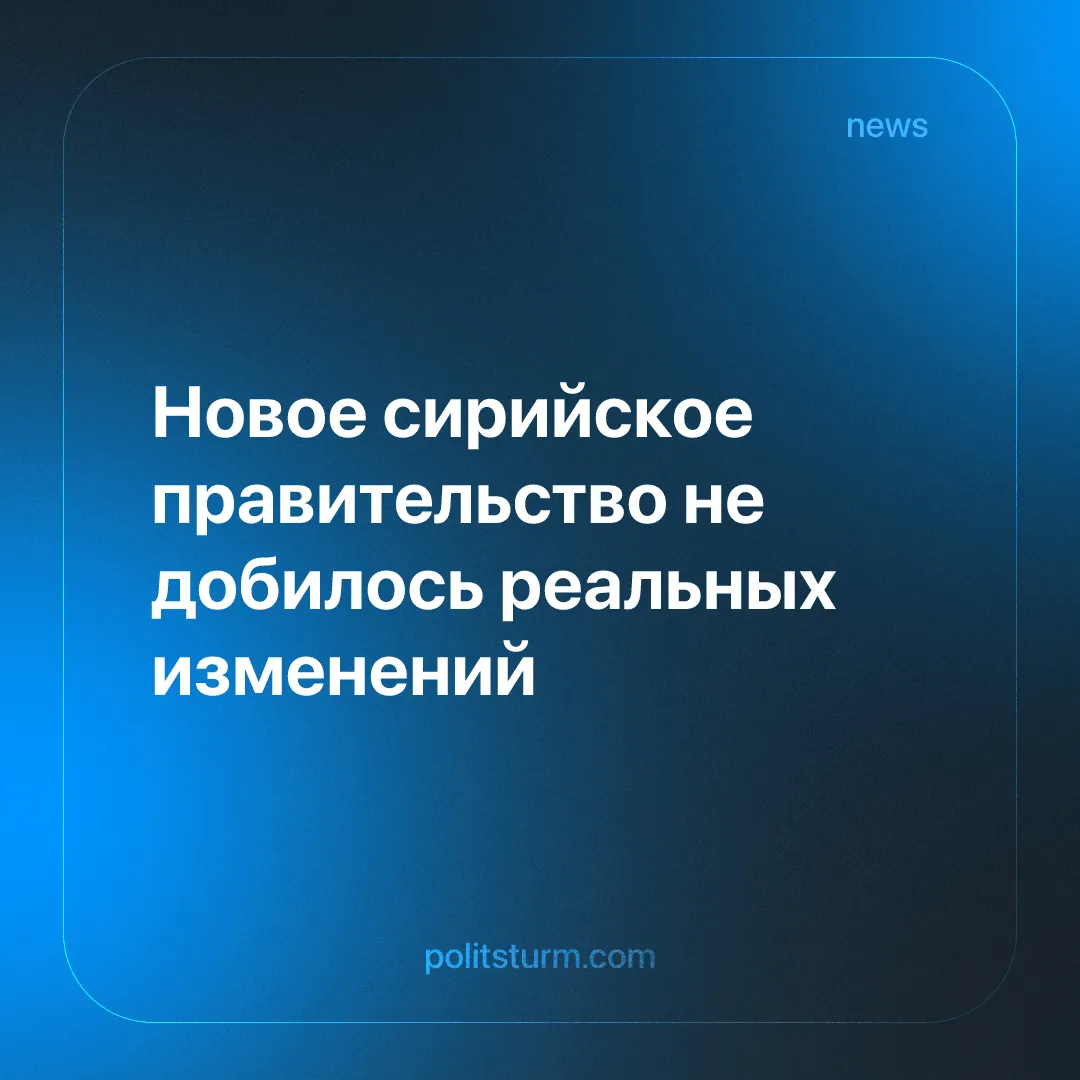 news
Новое сирийское
правительство не
добилось реальных
изменений
politsturm.com